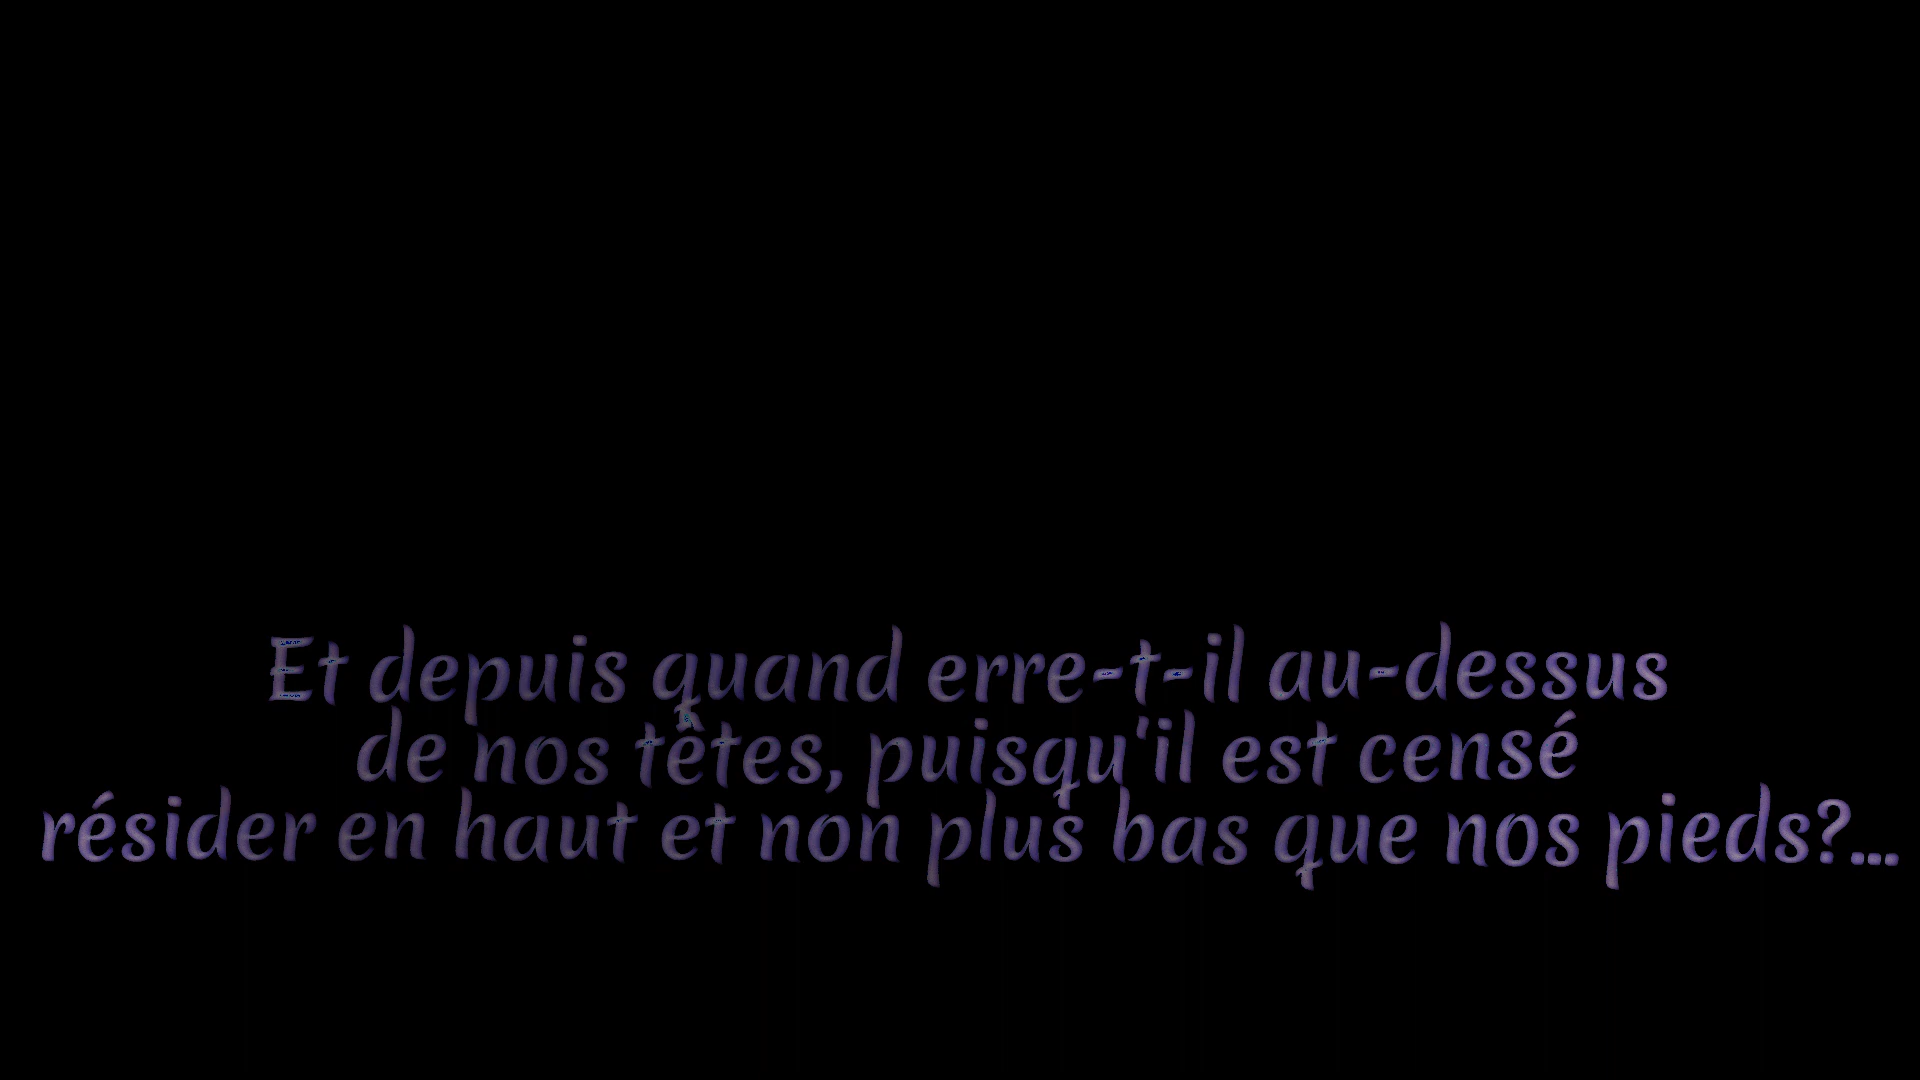 Et depuis quand erre-t-il au-dessus
de nos têtes, puisqu'il est censé
résider en haut et non plus bas que nos pieds?...